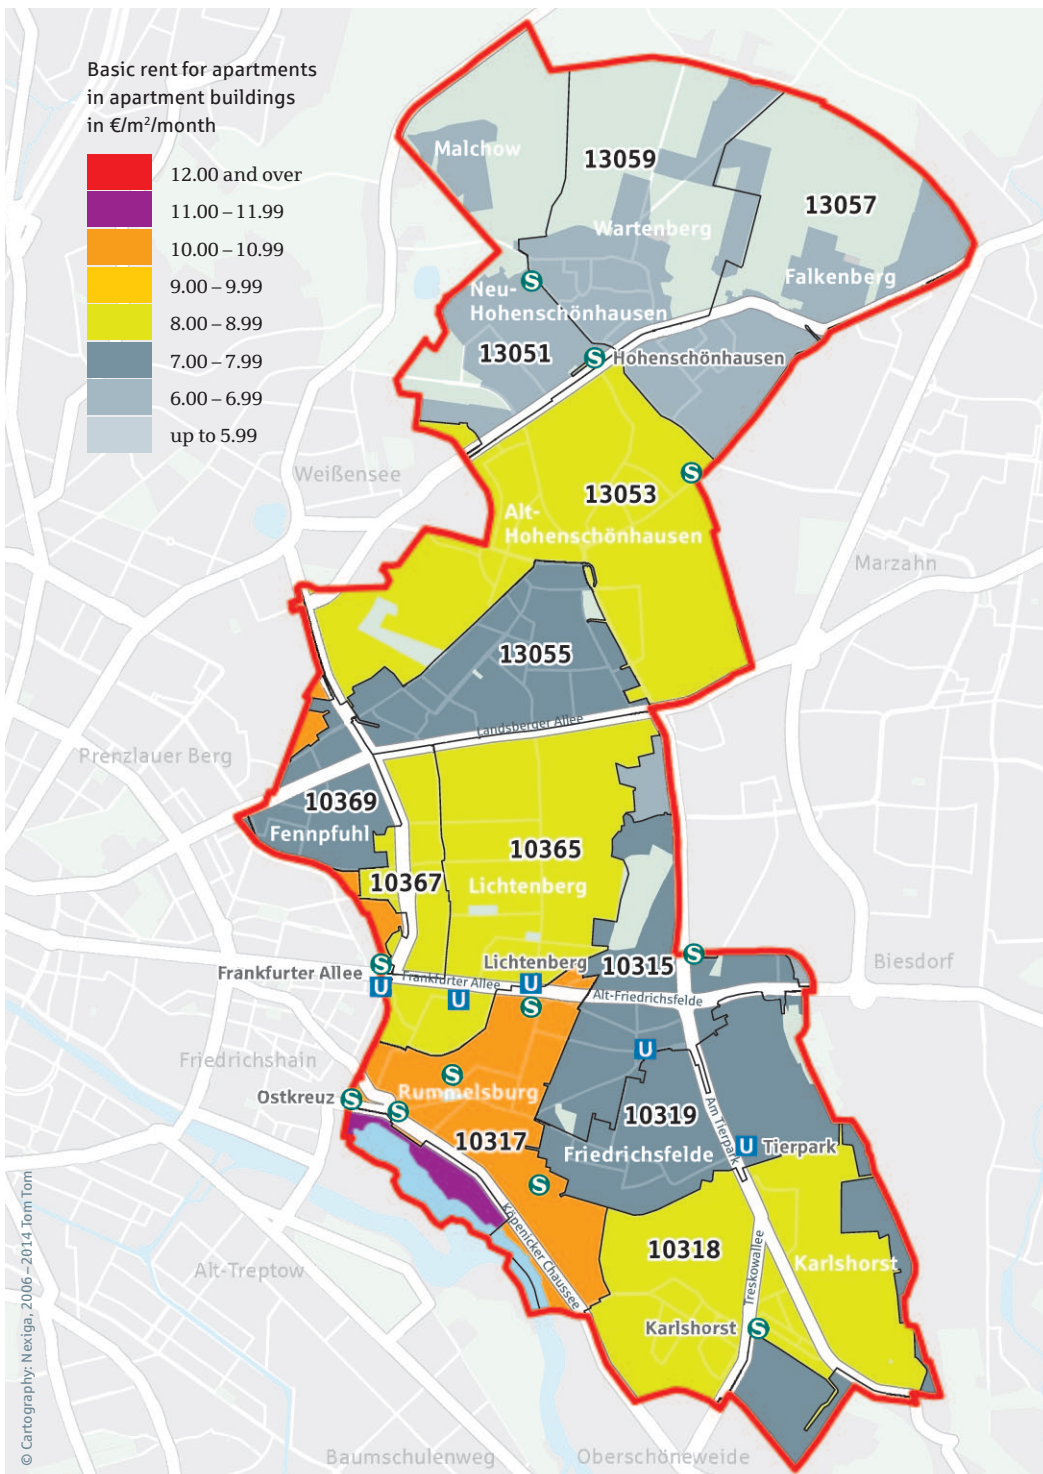 Basic rent for apartments
in apartment buildings
in €/m²/month
12.00 and over
11.00 – 11.99
10.00 – 10.99
9.00 – 9.99
8.00 – 8.99
7.00 – 7.99
6.00 – 6.99
up to 5.99
Malchow
13059
13057
Wartenberg
Falkenberg
S
Neu-
Hohenschönhausen
13051
S
Hohenschönhausen
Weißensee
S
13053
Alt-
Hohenschönhausen
Marzahn
13055
Landsberger Allee
Prenzlauer Berg
10369
Fennpfuhl
10365
10367
Lichtenberg
Lichtenberg
10315
S
Biesdorf
Frankfurter Allee
S
U
Frankfurter Allee
U
U
S
Alt-Friedrichsfelde
Friedrichshain
U
S
Rummelsburg
Ostkreuz
S
S
10317
10319
Am Tierpark
Friedrichsfelde
U
Tierpark
S
Köpenicker Chaussee
10318
Treskowallee
Karlshorst
Alt-Treptow
Karlshorst
S
Baumschulenweg
Oberschöneweide
© Cartography: Nexiga, 2006 – 2014 Tom Tom